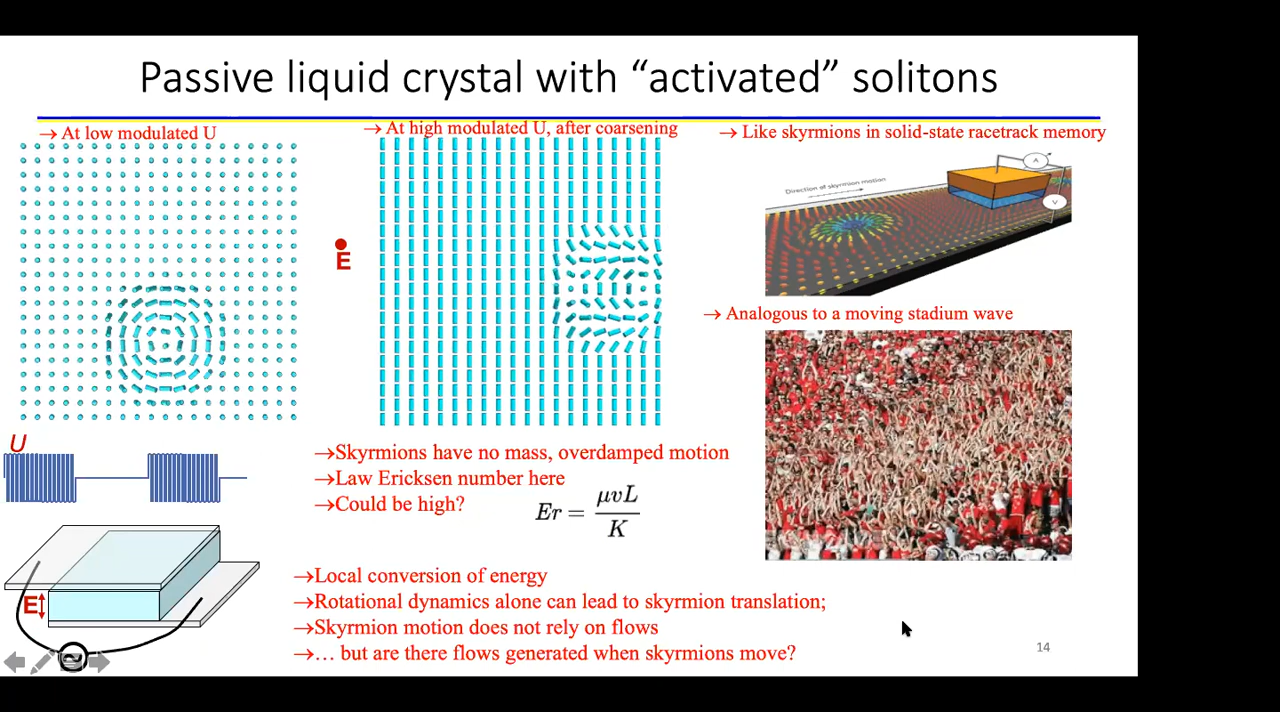 Passive liquid crystal with “activated” solitons
→ At low modulated U
→ At high modulated U, after coarsening
→ Like skyrmions in solid-state racetrack memory
Direction of skyrmion motion
A
V
E
→ Analogous to a moving stadium wave
U
→Skyrmions have no mass, overdamped motion
→Law Ericksen number here
→Could be high?
Er = μvL / K
E
→Local conversion of energy
→Rotational dynamics alone can lead to skyrmion translation;
→Skyrmion motion does not rely on flows
→… but are there flows generated when skyrmions move?
14